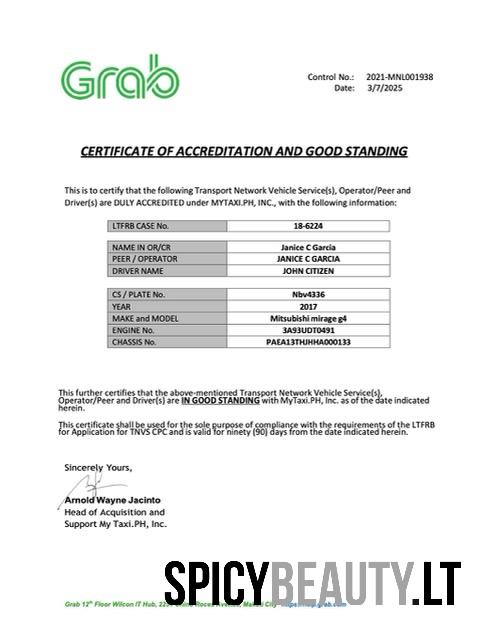 Grab
Control No.: 2021-MNL001938
Date: 3/7/2025
CERTIFICATE OF ACCREDITATION AND GOOD STANDING
This is to certify that the following Transport Network Vehicle Service(s), Operator/Peer and
Driver(s) are DULY ACCREDITED under MYTAXI.PH, INC., with the following information:
LTFRB CASE No. 18-6224
NAME IN OR/CR Janice C Garcia
PEER / OPERATOR JANICE C GARCIA
DRIVER NAME JOHN CITIZEN
CS / PLATE No. Nbv4336
YEAR 2017
MAKE and MODEL Mitsubishi mirage g4
ENGINE No. 3A93UDT0491
CHASSIS No. PAEA13THJHHA000133
This further certifies that the above-mentioned Transport Network Vehicle Service(s),
Operator/Peer and Driver(s) are IN GOOD STANDING with MyTaxi.PH, Inc. as of the date indicated
herein.
This certificate shall be used for the sole purpose of compliance with the requirements of the LTFRB
for Application for TNVS CPC and is valid for ninety (90) days from the date indicated herein.
Sincerely Yours,
Arnold Wayne Jacinto
Head of Acquisition and
Support My Taxi.PH, Inc.
SPICYBEAUTY.LT
Grab 12th Floor Wilcon IT Hub,